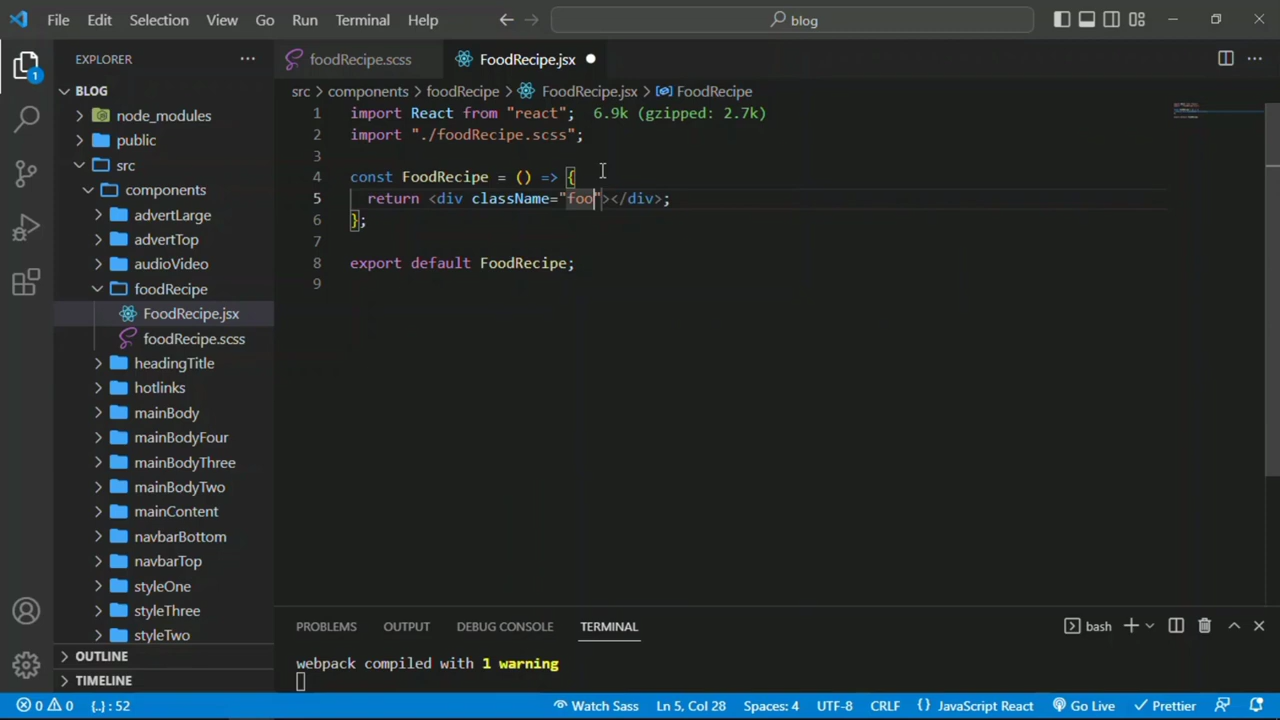 File Edit Selection View Go Run Terminal Help
blog
EXPLORER
foodRecipe.scss
FoodRecipe.jsx
1
BLOG
src > components > foodRecipe > FoodRecipe.jsx > FoodRecipe
node_modules
public
src
components
advertLarge
advertTop
audioVideo
foodRecipe
FoodRecipe.jsx
foodRecipe.scss
headingTitle
hotlinks
mainBody
mainBodyFour
mainBodyThree
mainBodyTwo
mainContent
navbarBottom
navbarTop
styleOne
styleThree
styleTwo
OUTLINE
TIMELINE
1 import React from "react"; 6.9k (gzipped: 2.7k)
2 import "./foodRecipe.scss";
3
4 const FoodRecipe = () => {
5 return <div className="foo"></div>;
6 };
7
8 export default FoodRecipe;
9
PROBLEMS OUTPUT DEBUG CONSOLE TERMINAL
bash
webpack compiled with 1 warning
0 0 {..} : 52
Watch Sass
Ln 5, Col 28
Spaces: 4
UTF-8
CRLF
{ } JavaScript React
Go Live
Prettier